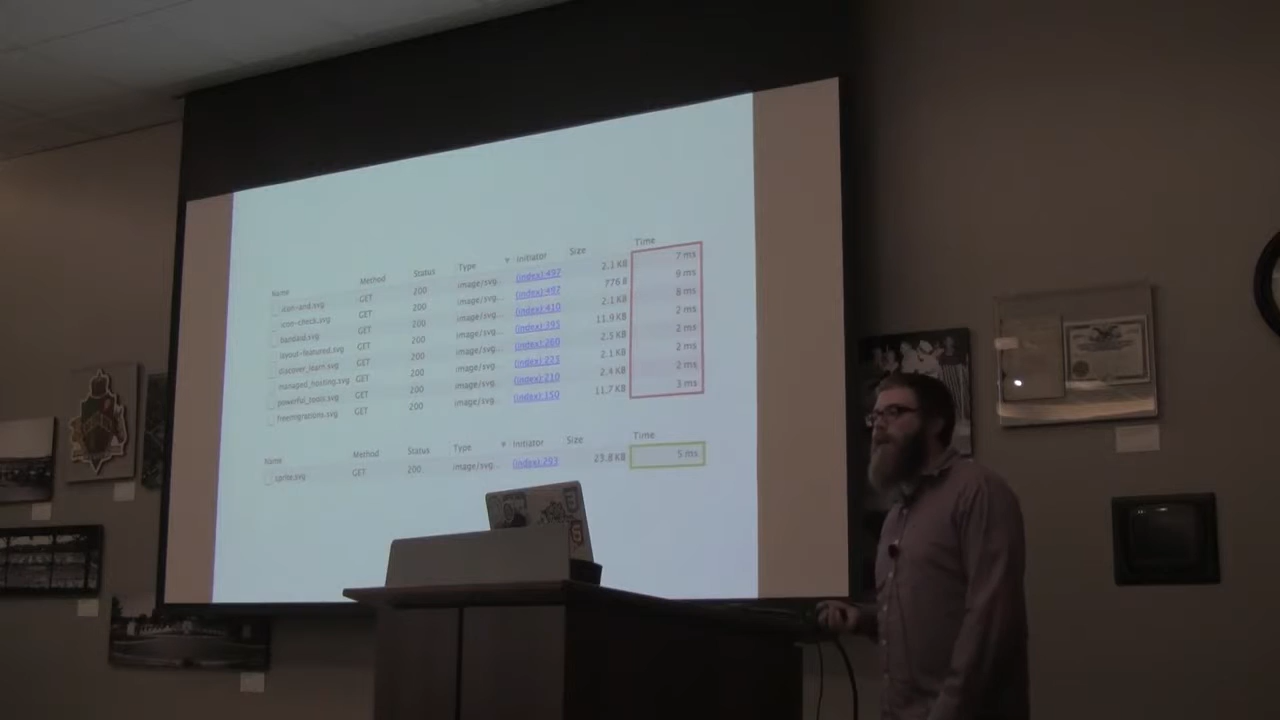 Name Method Status Type ▼ Initiator Size Time
icon-and.svg GET 200 image/svg... (index):497 2.1 KB 7 ms
icon-check.svg GET 200 image/svg... (index):492 776 B 9 ms
bandaid.svg GET 200 image/svg... (index):410 2.1 KB 8 ms
layout-featured.svg GET 200 image/svg... (index):395 11.9 KB 2 ms
discover_learn.svg GET 200 image/svg... (index):260 2.5 KB 2 ms
managed_hosting.svg GET 200 image/svg... (index):223 2.1 KB 2 ms
powerful_tools.svg GET 200 image/svg... (index):210 2.4 KB 2 ms
freemigrations.svg GET 200 image/svg... (index):150 11.7 KB 3 ms
Name Method Status Type ▼ Initiator Size Time
sprite.svg GET 200 image/svg... (index):293 23.8 KB 5 ms